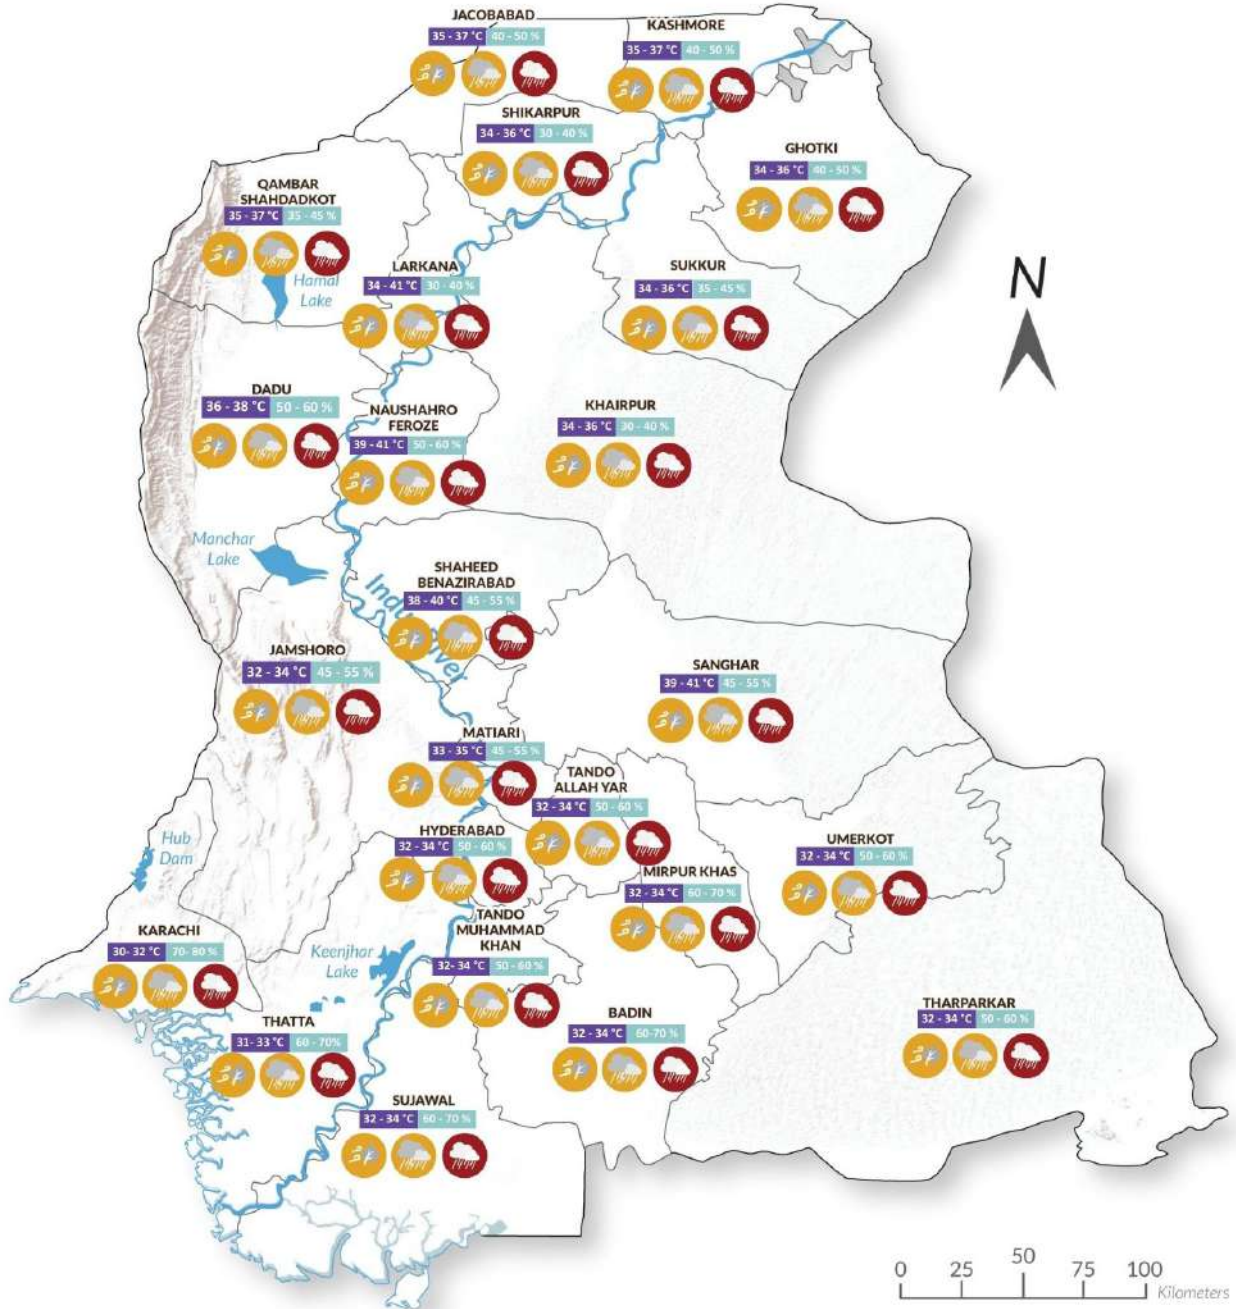 JACOBABAD
35 - 37 °C 40 - 50 %
KASHMORE
35 - 37 °C 40 - 50 %
SHIKARPUR
34 - 36 °C 30 - 40 %
GHOTKI
34 - 36 °C 40 - 50 %
QAMBAR
SHAHDADKOT
35 - 37 °C 35 - 45 %
Hamal
Lake
LARKANA
34 - 41 °C 30 - 40 %
SUKKUR
34 - 36 °C 35 - 45 %
N
DADU
36 - 38 °C 50 - 60 %
NAUSHAHRO
FEROZE
39 - 41 °C 50 - 60 %
KHAIRPUR
34 - 36 °C 30 - 40 %
Manchar
Lake
SHAHEED
BENAZIRABAD
38 - 40 °C 45 - 55 %
Indus River
JAMSHORO
32 - 34 °C 45 - 55 %
SANGHAR
39 - 41 °C 45 - 55 %
MATIARI
33 - 35 °C 45 - 55 %
TANDO
ALLAH YAR
32 - 34 °C 50 - 60 %
Hub
Dam
HYDERABAD
32 - 34 °C 50 - 60 %
UMERKOT
32 - 34 °C 50 - 60 %
MIRPUR KHAS
32 - 34 °C 60 - 70 %
KARACHI
30- 32 °C 70- 80 %
Keenjhar
Lake
TANDO
MUHAMMAD
KHAN
32- 34 °C 50 - 60 %
THATTA
31- 33 °C 60 - 70%
BADIN
32 - 34 °C 60-70 %
THARPARKAR
32 - 34 °C 50 - 60 %
SUJAWAL
32 - 34 °C 60 - 70 %
0 25 50 75 100
Kilometers